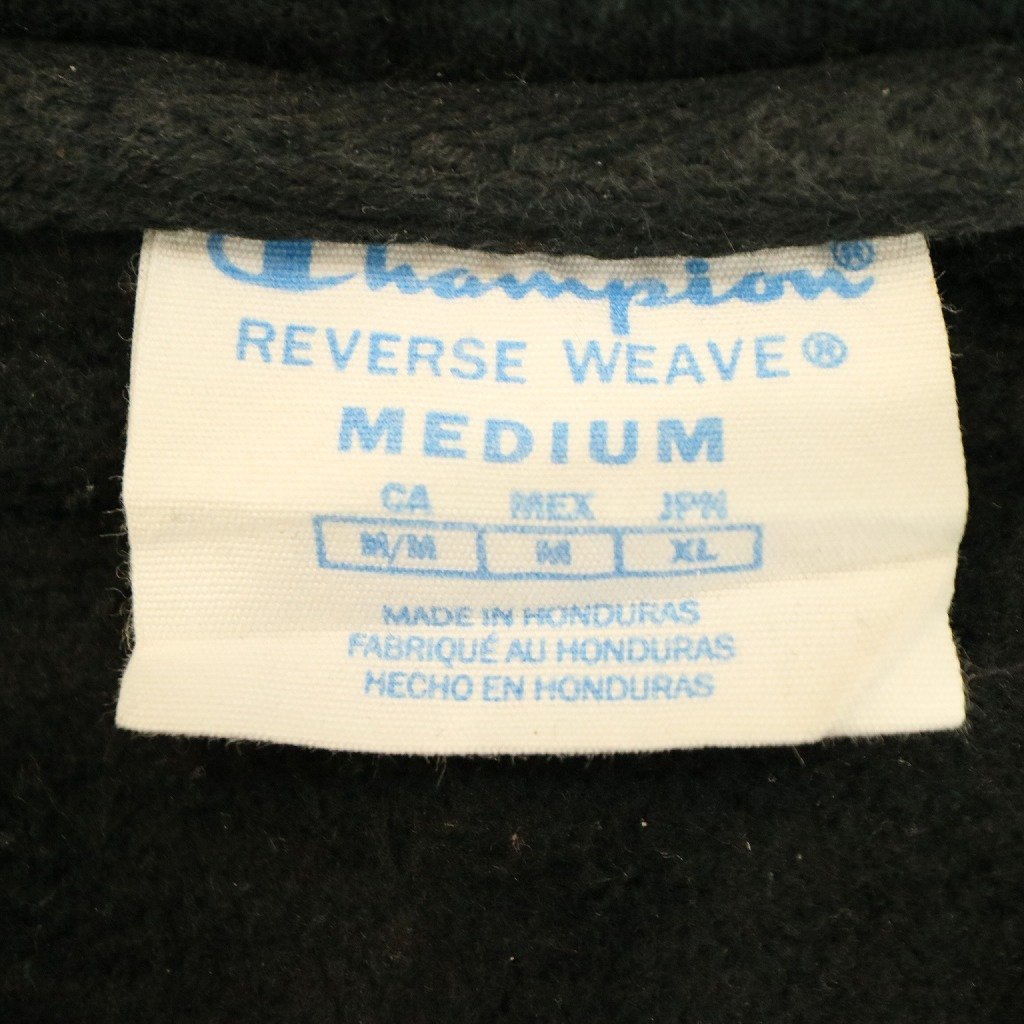 Champion®
REVERSE WEAVE®
MEDIUM
CA MEX JPN
M/M M XL
MADE IN HONDURAS
FABRIQUÉ AU HONDURAS
HECHO EN HONDURAS